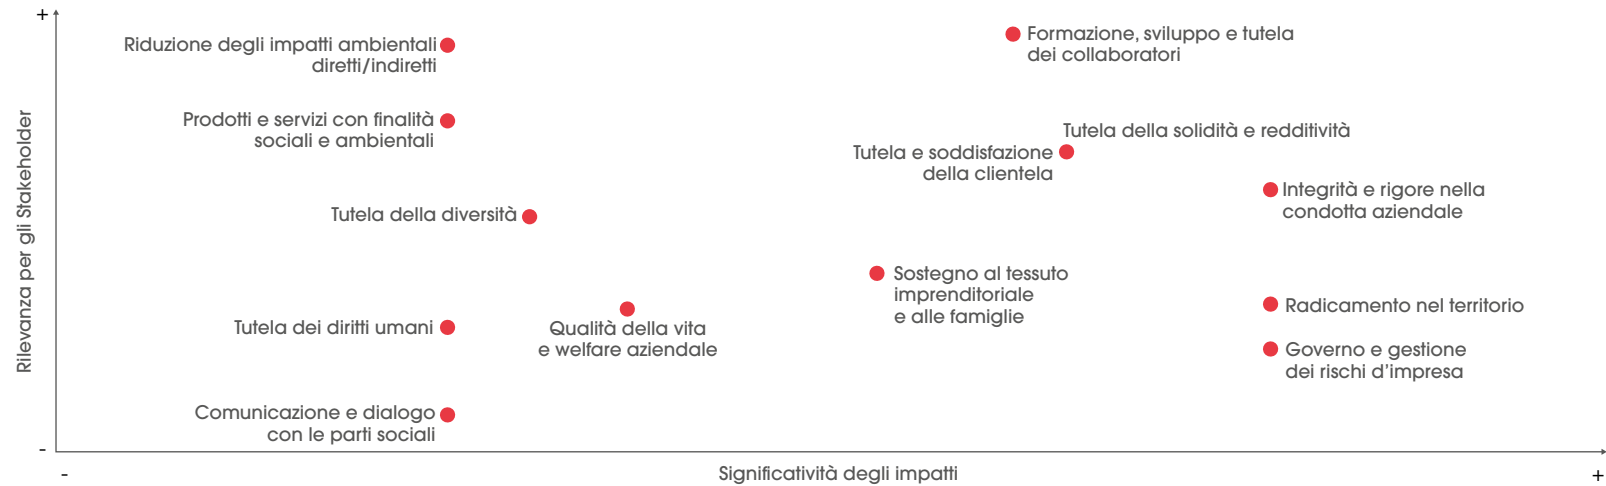 +
Riduzione degli impatti ambientali
diretti/indiretti
Formazione, sviluppo e tutela
dei collaboratori
Prodotti e servizi con finalità
sociali e ambientali
Tutela della solidità e redditività
Tutela e soddisfazione
della clientela
Integrità e rigore nella
condotta aziendale
Tutela della diversità
Sostegno al tessuto
imprenditoriale
e alle famiglie
Radicamento nel territorio
Tutela dei diritti umani
Qualità della vita
e welfare aziendale
Governo e gestione
dei rischi d’impresa
Comunicazione e dialogo
con le parti sociali
Rilevanza per gli Stakeholder
-
-
Significatività degli impatti
+